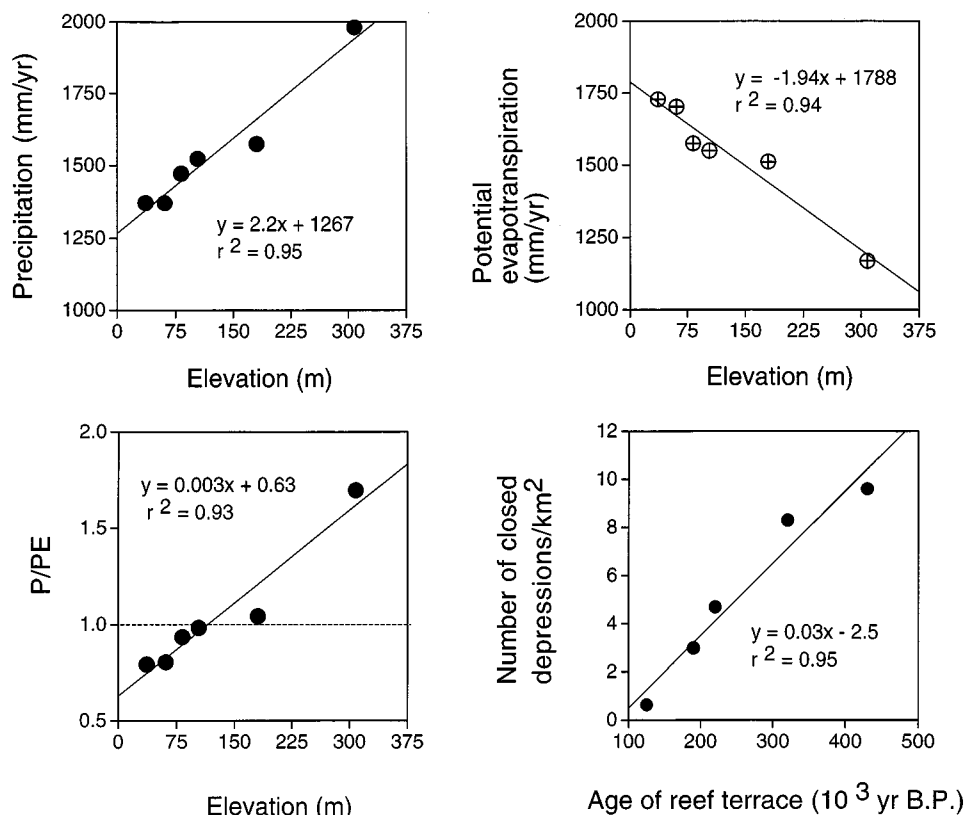 Precipitation (mm/yr)
2000
1750
1500
1250
1000
y = 2.2x + 1267
r 2 = 0.95
0 75 150 225 300 375
Elevation (m)
Potential
evapotranspiration
(mm/yr)
2000
1750
1500
1250
1000
y = -1.94x + 1788
r 2 = 0.94
0 75 150 225 300 375
Elevation (m)
P/PE
2.0
1.5
1.0
0.5
y = 0.003x + 0.63
r 2 = 0.93
0 75 150 225 300 375
Elevation (m)
Number of closed
depressions/km2
12
10
8
6
4
2
0
y = 0.03x - 2.5
r 2 = 0.95
100 200 300 400 500
Age of reef terrace (10 3 yr B.P.)